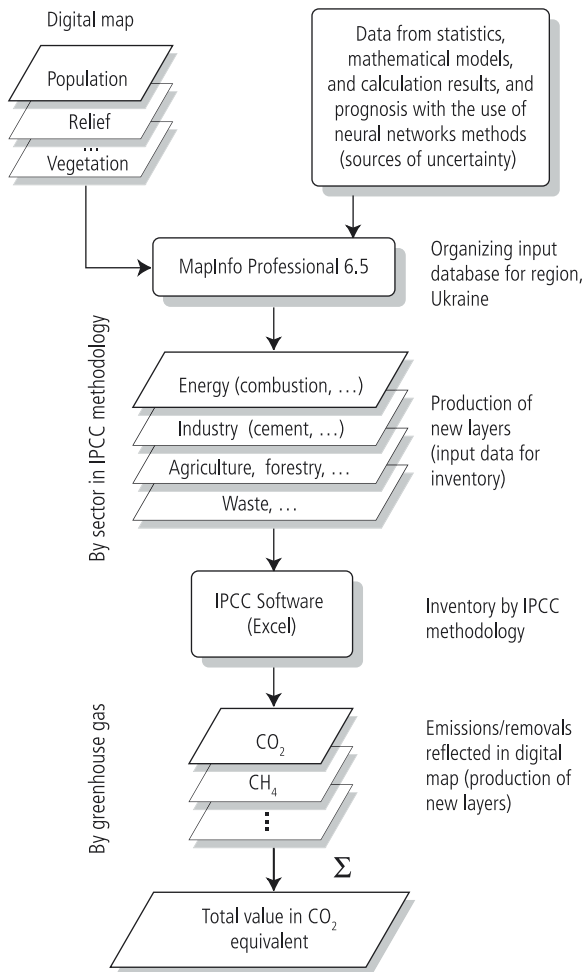 Digital map
Population
Relief
...
Vegetation
Data from statistics,
mathematical models,
and calculation results, and
prognosis with the use of
neural networks methods
(sources of uncertainty)
MapInfo Professional 6.5
Organizing input
database for region,
Ukraine
By sector in IPCC methodology
Energy (combustion, …)
Industry (cement, …)
Agriculture, forestry, …
Waste, …
Production of
new layers
(input data for
inventory)
IPCC Software
(Excel)
Inventory by IPCC
methodology
By greenhouse gas
CO₂
CH₄
⋮
Emissions/removals
reflected in digital
map (production of
new layers)
Σ
Total value in CO₂
equivalent